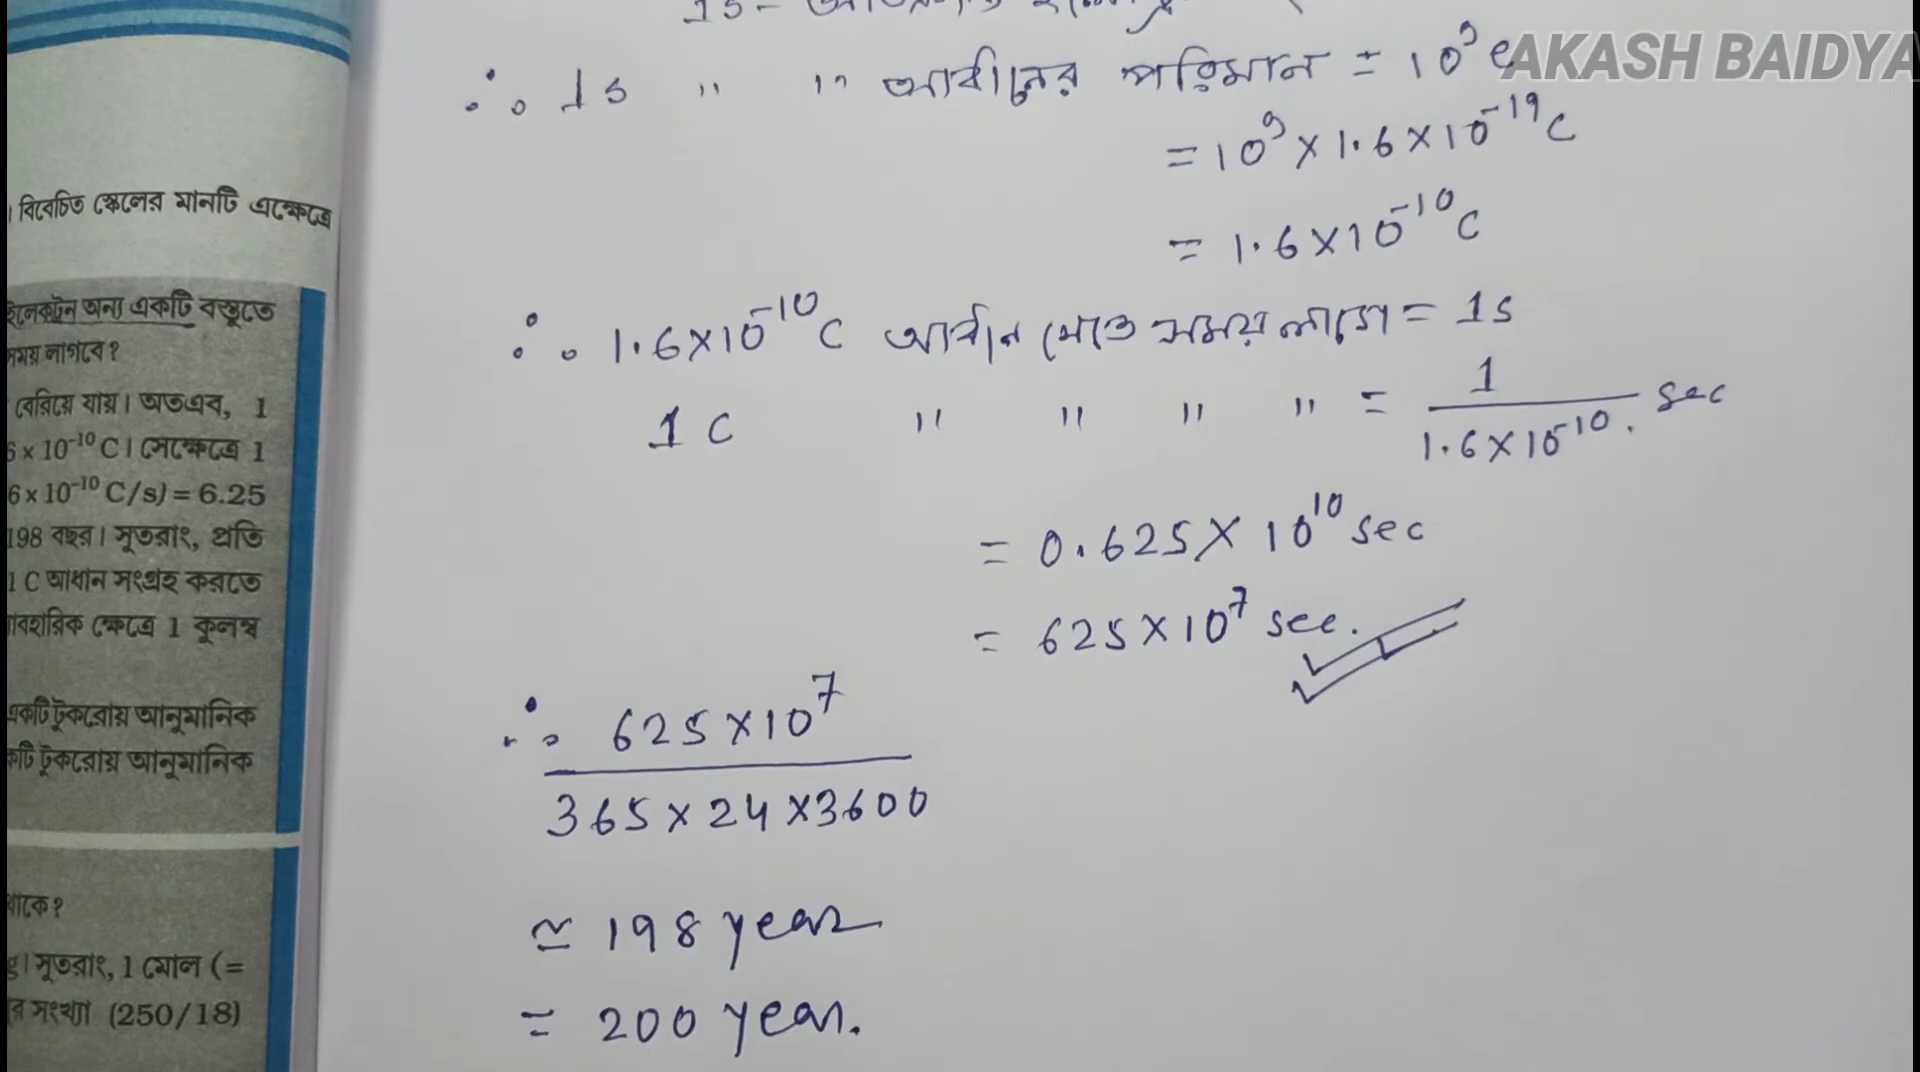 AKASH BAIDYA
∴ 1s " " আধানের পরিমান = 10⁹ e
= 10⁹ × 1.6 × 10⁻¹⁹ C
= 1.6 × 10⁻¹⁰ C
∴ 1.6 × 10⁻¹⁰ C আধান যেতে সময় লাগে = 1s
1 C " " " " = 1 / 1.6 × 10⁻¹⁰ sec
= 0.625 × 10¹⁰ sec
= 625 × 10⁷ sec.
∴ 625 × 10⁷
365 × 24 × 3600
≃ 198 year
= 200 year.
। বিবেচিত স্কেলের মানটি এক্ষেত্রে
ইলেকট্রন অন্য একটি বস্তুতে
সময় লাগবে?
বেরিয়ে যায়। অতএব, 1
6 × 10⁻¹⁰ C। সেক্ষেত্রে 1
6 × 10⁻¹⁰ C/s) = 6.25
198 বছর। সুতরাং, প্রতি
1 C আধান সংগ্রহ করতে
ব্যবহারিক ক্ষেত্রে 1 কুলম্ব
একটি টুকরোয় আনুমানিক
একটি টুকরোয় আনুমানিক
থাকে?
g। সুতরাং, 1 মোল (=
র সংখ্যা (250/18)